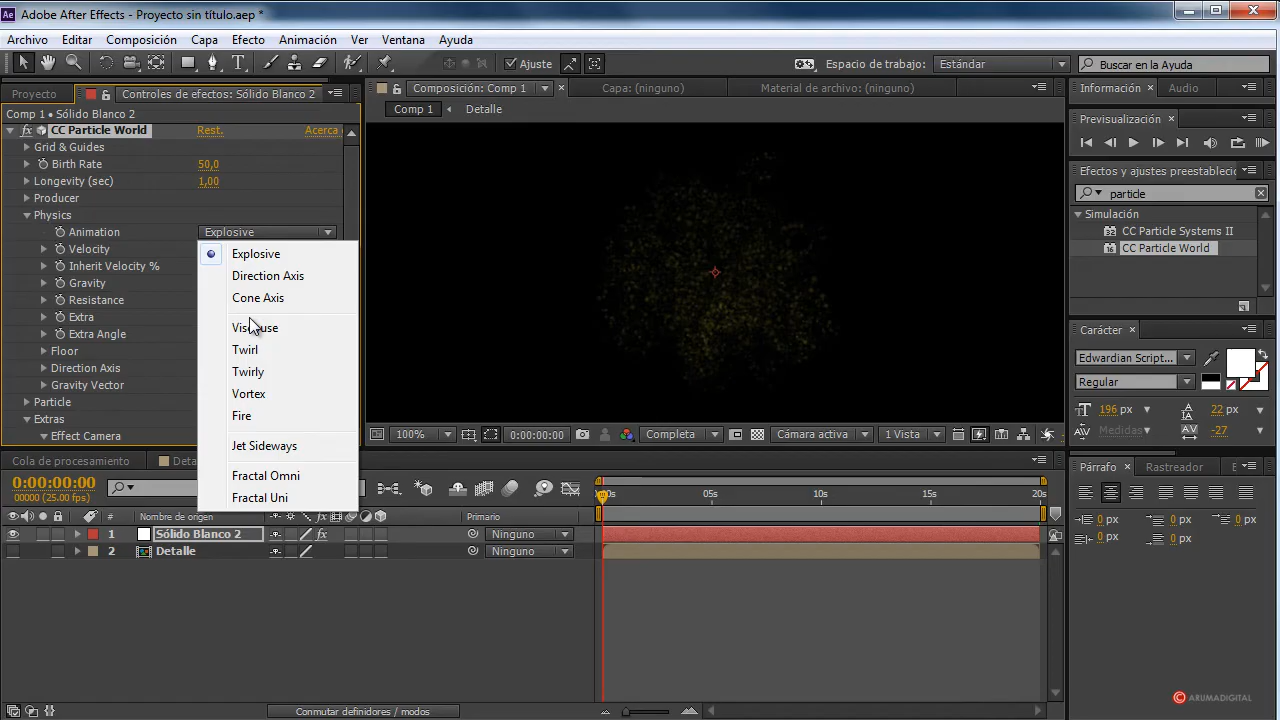 Adobe After Effects - Proyecto sin título.aep *
Archivo Editar Composición Capa Efecto Animación Ver Ventana Ayuda
Ajuste Espacio de trabajo: Estándar Buscar en la Ayuda
Proyecto Controles de efectos: Sólido Blanco 2
Comp 1 • Sólido Blanco 2
fx CC Particle World Rest. Acerca
Grid & Guides
Birth Rate 50,0
Longevity (sec) 1,00
Producer
Physics
Animation Explosive
Velocity
Inherit Velocity %
Gravity
Resistance
Extra
Extra Angle
Floor
Direction Axis
Gravity Vector
Particle
Extras
Effect Camera
Explosive
Direction Axis
Cone Axis
Viscouse
Twirl
Twirly
Vortex
Fire
Jet Sideways
Fractal Omni
Fractal Uni
Composición: Comp 1 Capa: (ninguno) Material de archivo: (ninguno)
Comp 1 Detalle
100% 0:00:00:00 Completa Cámara activa 1 Vista
Información Audio
Previsualización
Efectos y ajustes preestableci
particle
Simulación
32 CC Particle Systems II
16 CC Particle World
Carácter
Edwardian Script...
Regular
196 px 22 px
Medidas -27
Párrafo Rastreador E
0 px 0 px 0 px
0 px 0 px
Cola de procesamiento Deta
0:00:00:00
00000 (25.00 fps)
# Nombre de origen fx Primario
1 Sólido Blanco 2 fx Ninguno
2 Detalle Ninguno
00s 05s 10s 15s 20s
Conmutar definidores / modos
© ARUMADIGITAL